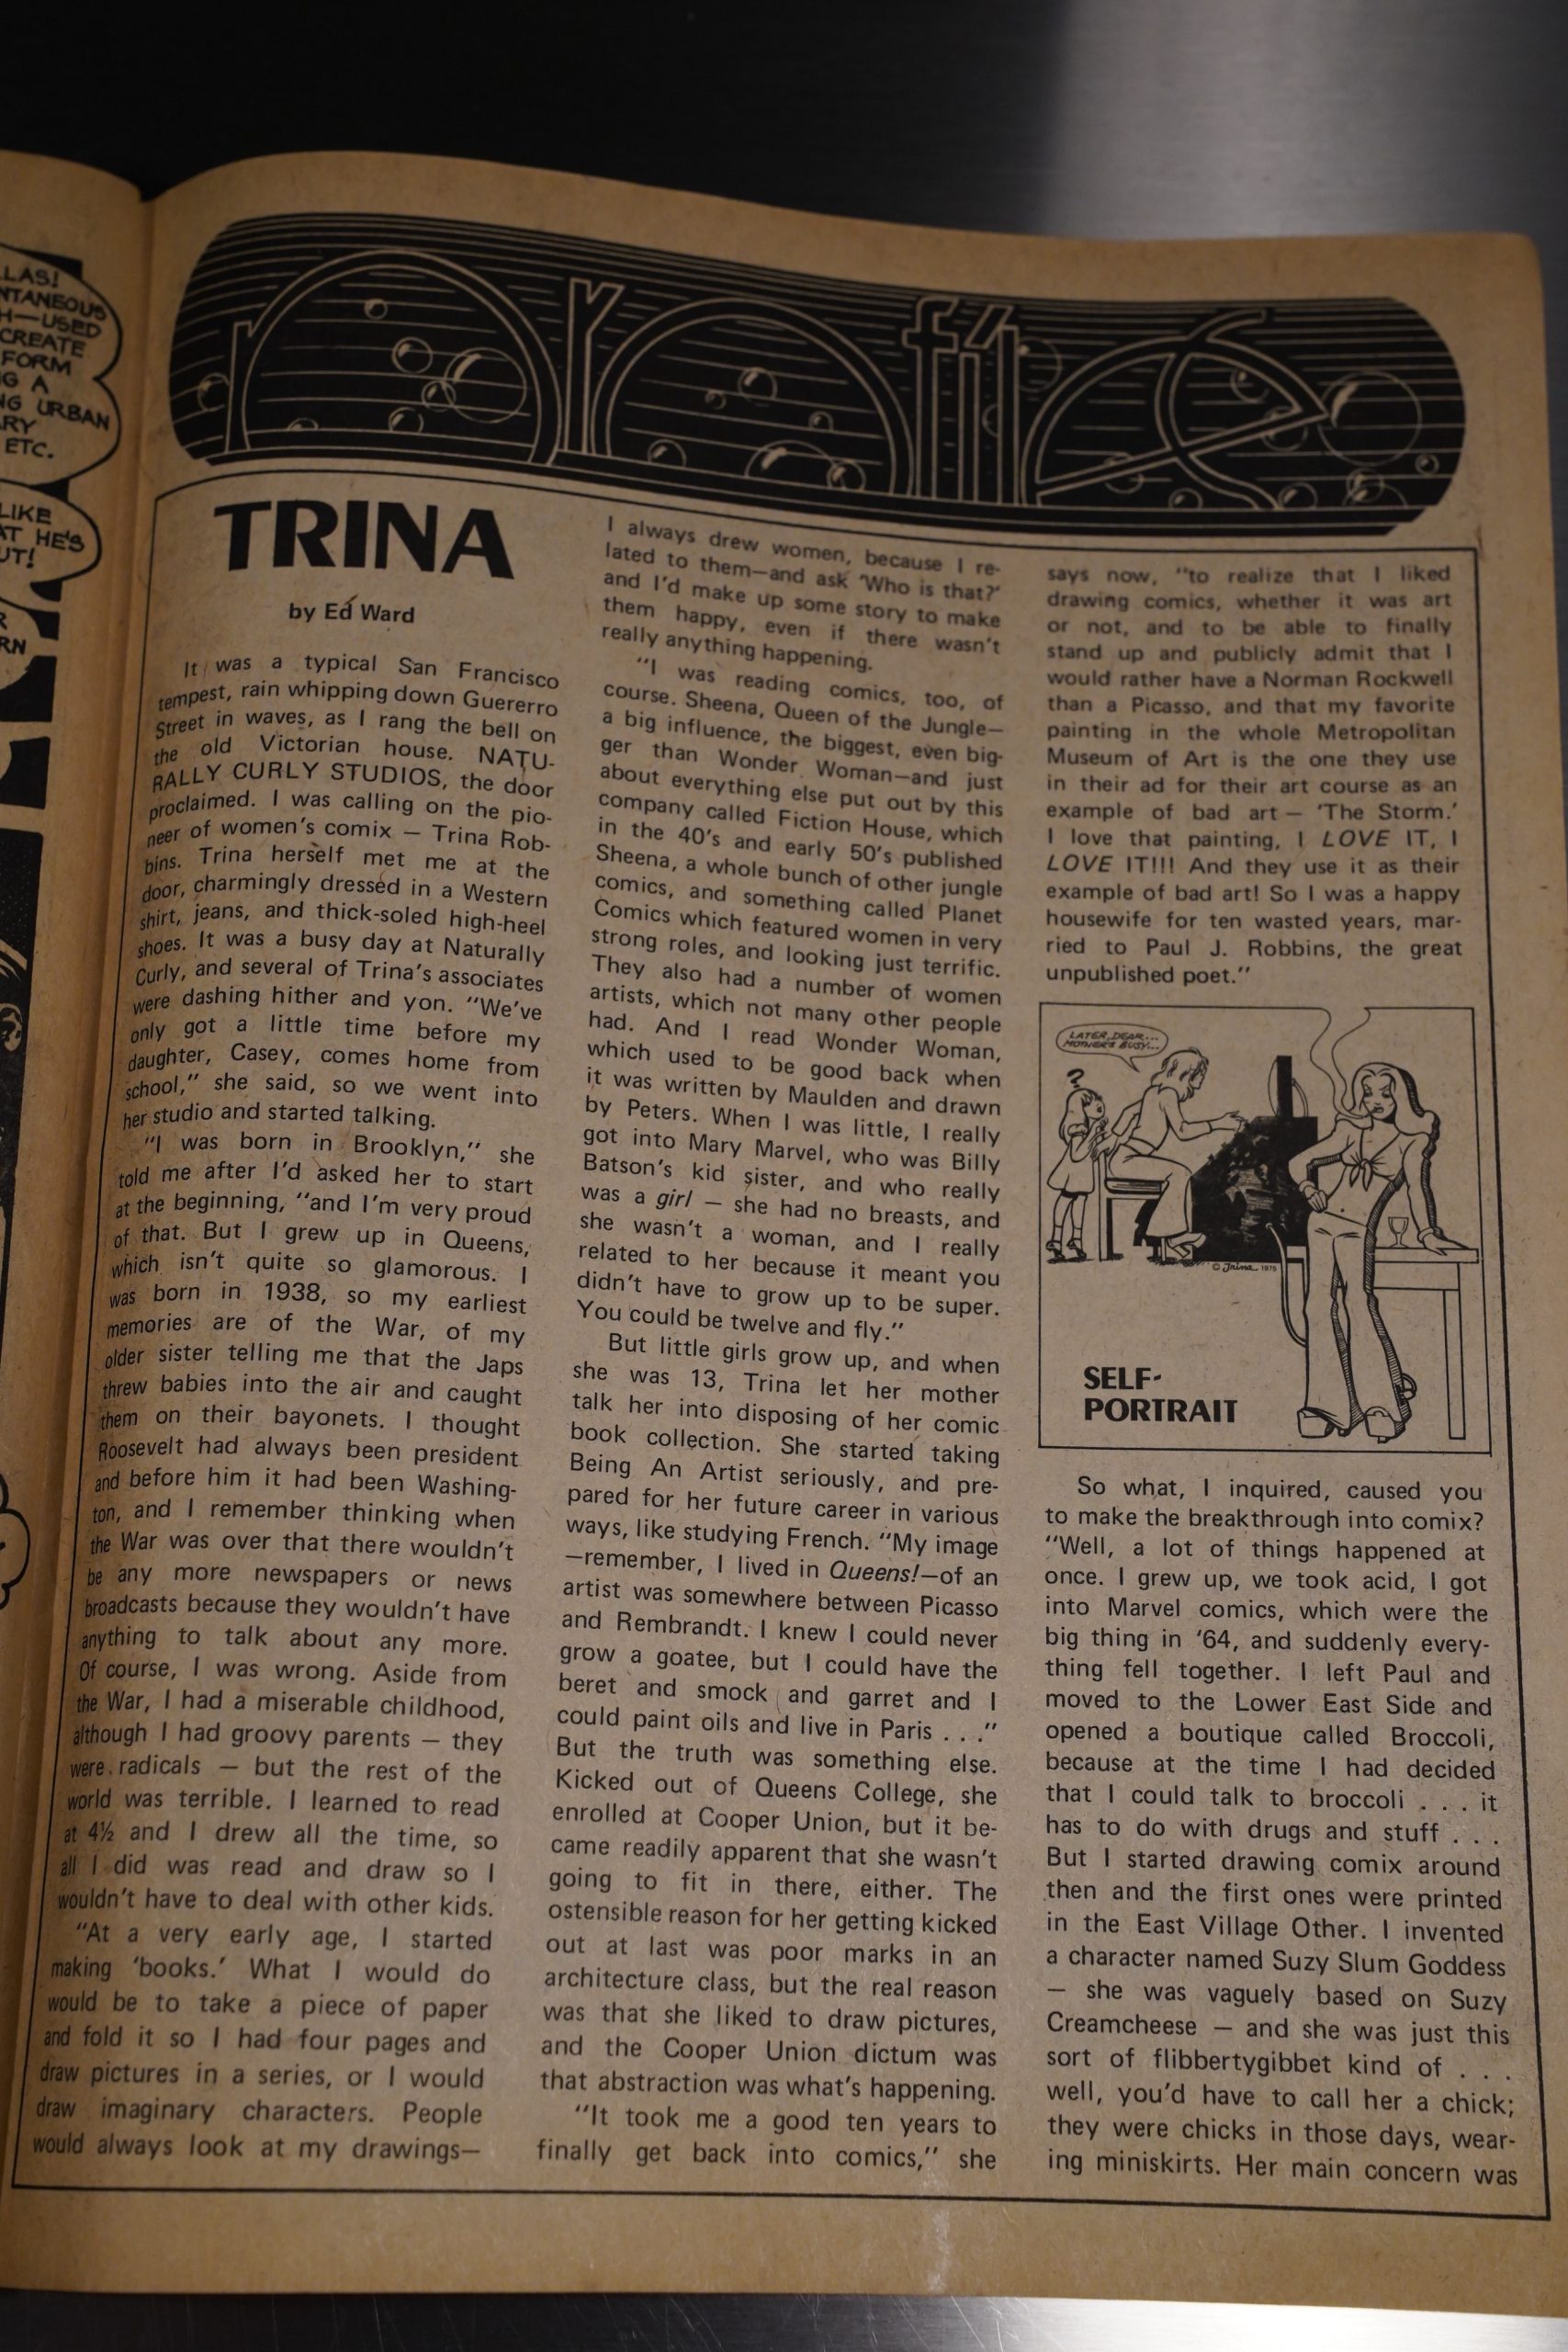 LLAS!
NTANEOUS
H—USED
CREATE
FORM
G A
NG URBAN
ARY
ETC.
LIKE
AT HE'S
UT!
R
RN
profile
TRINA
by Ed Ward
It was a typical San Francisco
tempest, rain whipping down Guererro
Street in waves, as I rang the bell on
the old Victorian house. NATU-
RALLY CURLY STUDIOS, the door
proclaimed. I was calling on the pio-
neer of women's comix — Trina Rob-
bins. Trina herself met me at the
door, charmingly dressed in a Western
shirt, jeans, and thick-soled high-heel
shoes. It was a busy day at Naturally
Curly, and several of Trina's associates
were dashing hither and yon. "We've
only got a little time before my
daughter, Casey, comes home from
school," she said, so we went into
her studio and started talking.
"I was born in Brooklyn," she
told me after I'd asked her to start
at the beginning, "and I'm very proud
of that. But I grew up in Queens,
which isn't quite so glamorous. I
was born in 1938, so my earliest
memories are of the War, of my
older sister telling me that the Japs
threw babies into the air and caught
them on their bayonets. I thought
Roosevelt had always been president
and before him it had been Washing-
ton, and I remember thinking when
the War was over that there wouldn't
be any more newspapers or news
broadcasts because they wouldn't have
anything to talk about any more.
Of course, I was wrong. Aside from
the War, I had a miserable childhood,
although I had groovy parents — they
were radicals — but the rest of the
world was terrible. I learned to read
at 4½ and I drew all the time, so
all I did was read and draw so I
wouldn't have to deal with other kids.
"At a very early age, I started
making 'books.' What I would do
would be to take a piece of paper
and fold it so I had four pages and
draw pictures in a series, or I would
draw imaginary characters. People
would always look at my drawings—
I always drew women, because I re-
lated to them—and ask 'Who is that?'
and I'd make up some story to make
them happy, even if there wasn't
really anything happening.
"I was reading comics, too, of
course. Sheena, Queen of the Jungle—
a big influence, the biggest, even big-
ger than Wonder Woman—and just
about everything else put out by this
company called Fiction House, which
in the 40's and early 50's published
Sheena, a whole bunch of other jungle
comics, and something called Planet
Comics which featured women in very
strong roles, and looking just terrific.
They also had a number of women
artists, which not many other people
had. And I read Wonder Woman,
which used to be good back when
it was written by Maulden and drawn
by Peters. When I was little, I really
got into Mary Marvel, who was Billy
Batson's kid sister, and who really
was a girl — she had no breasts, and
she wasn't a woman, and I really
related to her because it meant you
didn't have to grow up to be super.
You could be twelve and fly."
But little girls grow up, and when
she was 13, Trina let her mother
talk her into disposing of her comic
book collection. She started taking
Being An Artist seriously, and pre-
pared for her future career in various
ways, like studying French. "My image
—remember, I lived in Queens!—of an
artist was somewhere between Picasso
and Rembrandt. I knew I could never
grow a goatee, but I could have the
beret and smock and garret and I
could paint oils and live in Paris . . ."
But the truth was something else.
Kicked out of Queens College, she
enrolled at Cooper Union, but it be-
came readily apparent that she wasn't
going to fit in there, either. The
ostensible reason for her getting kicked
out at last was poor marks in an
architecture class, but the real reason
was that she liked to draw pictures,
and the Cooper Union dictum was
that abstraction was what's happening.
"It took me a good ten years to
finally get back into comics," she
says now, "to realize that I liked
drawing comics, whether it was art
or not, and to be able to finally
stand up and publicly admit that I
would rather have a Norman Rockwell
than a Picasso, and that my favorite
painting in the whole Metropolitan
Museum of Art is the one they use
in their ad for their art course as an
example of bad art — 'The Storm.'
I love that painting, I LOVE IT, I
LOVE IT!!! And they use it as their
example of bad art! So I was a happy
housewife for ten wasted years, mar-
ried to Paul J. Robbins, the great
unpublished poet."
LATER, DEAR...
MOTHER'S BUSY...
?
© Trina 1975
SELF-
PORTRAIT
So what, I inquired, caused you
to make the breakthrough into comix?
"Well, a lot of things happened at
once. I grew up, we took acid, I got
into Marvel comics, which were the
big thing in '64, and suddenly every-
thing fell together. I left Paul and
moved to the Lower East Side and
opened a boutique called Broccoli,
because at the time I had decided
that I could talk to broccoli . . . it
has to do with drugs and stuff . . .
But I started drawing comix around
then and the first ones were printed
in the East Village Other. I invented
a character named Suzy Slum Goddess
— she was vaguely based on Suzy
Creamcheese — and she was just this
sort of flibbertygibbet kind of . . .
well, you'd have to call her a chick;
they were chicks in those days, wear-
ing miniskirts. Her main concern was